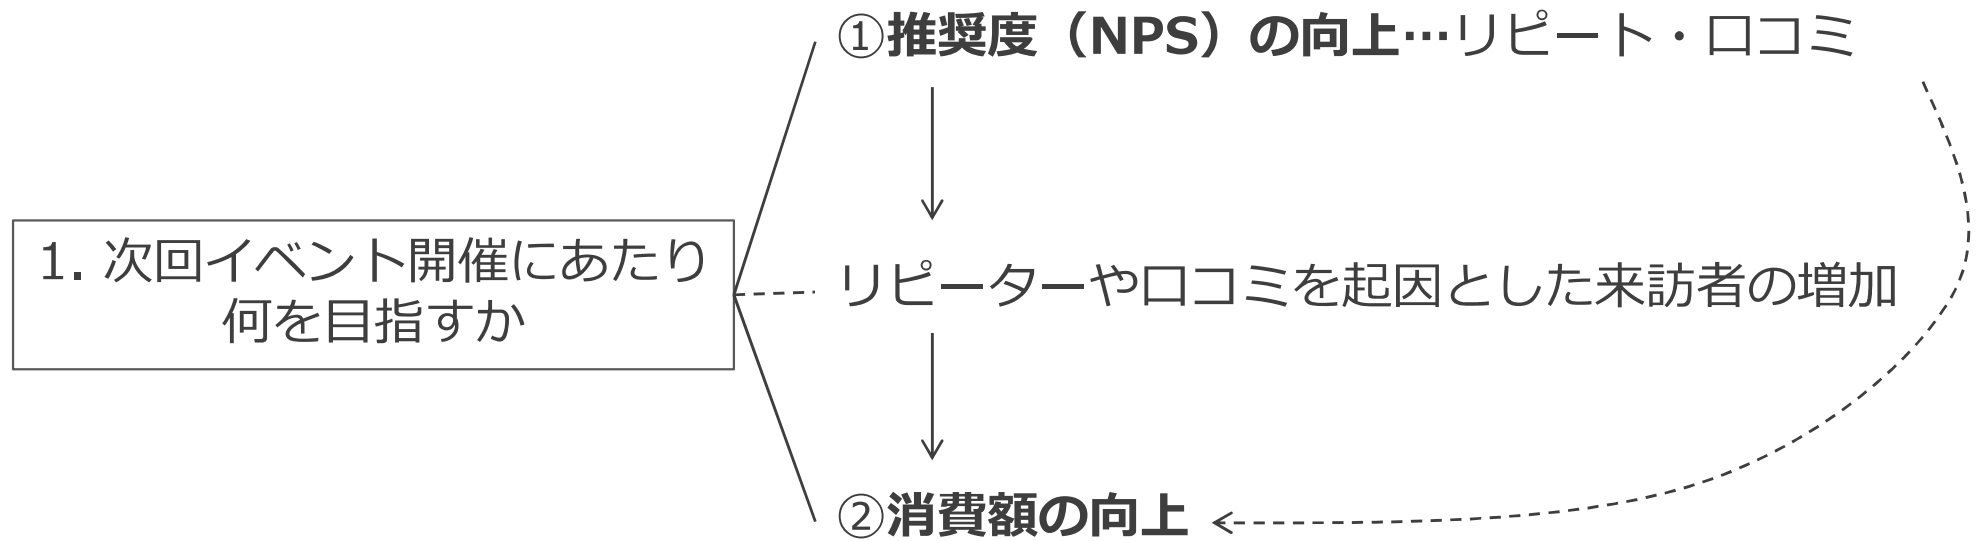 ①推奨度（NPS）の向上…リピート・口コミ
1. 次回イベント開催にあたり
何を目指すか
リピーターや口コミを起因とした来訪者の増加
②消費額の向上